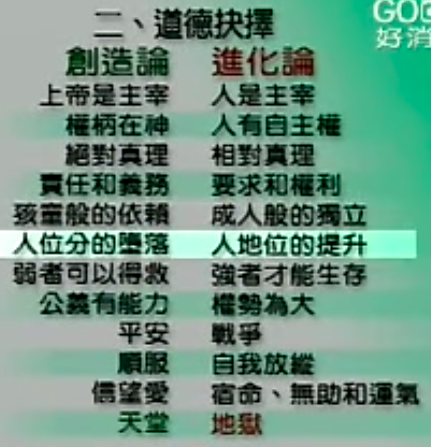 GOO
好消
二、道德抉擇
創造論 進化論
上帝是主宰 人是主宰
權柄在神 人有自主權
絕對真理 相對真理
責任和義務 要求和權利
孩童般的依賴 成人般的獨立
人位分的墮落 人地位的提升
弱者可以得救 強者才能生存
公義有能力 權勢為大
平安 戰爭
順服 自我放縱
信望愛 宿命、無助和運氣
天堂 地獄